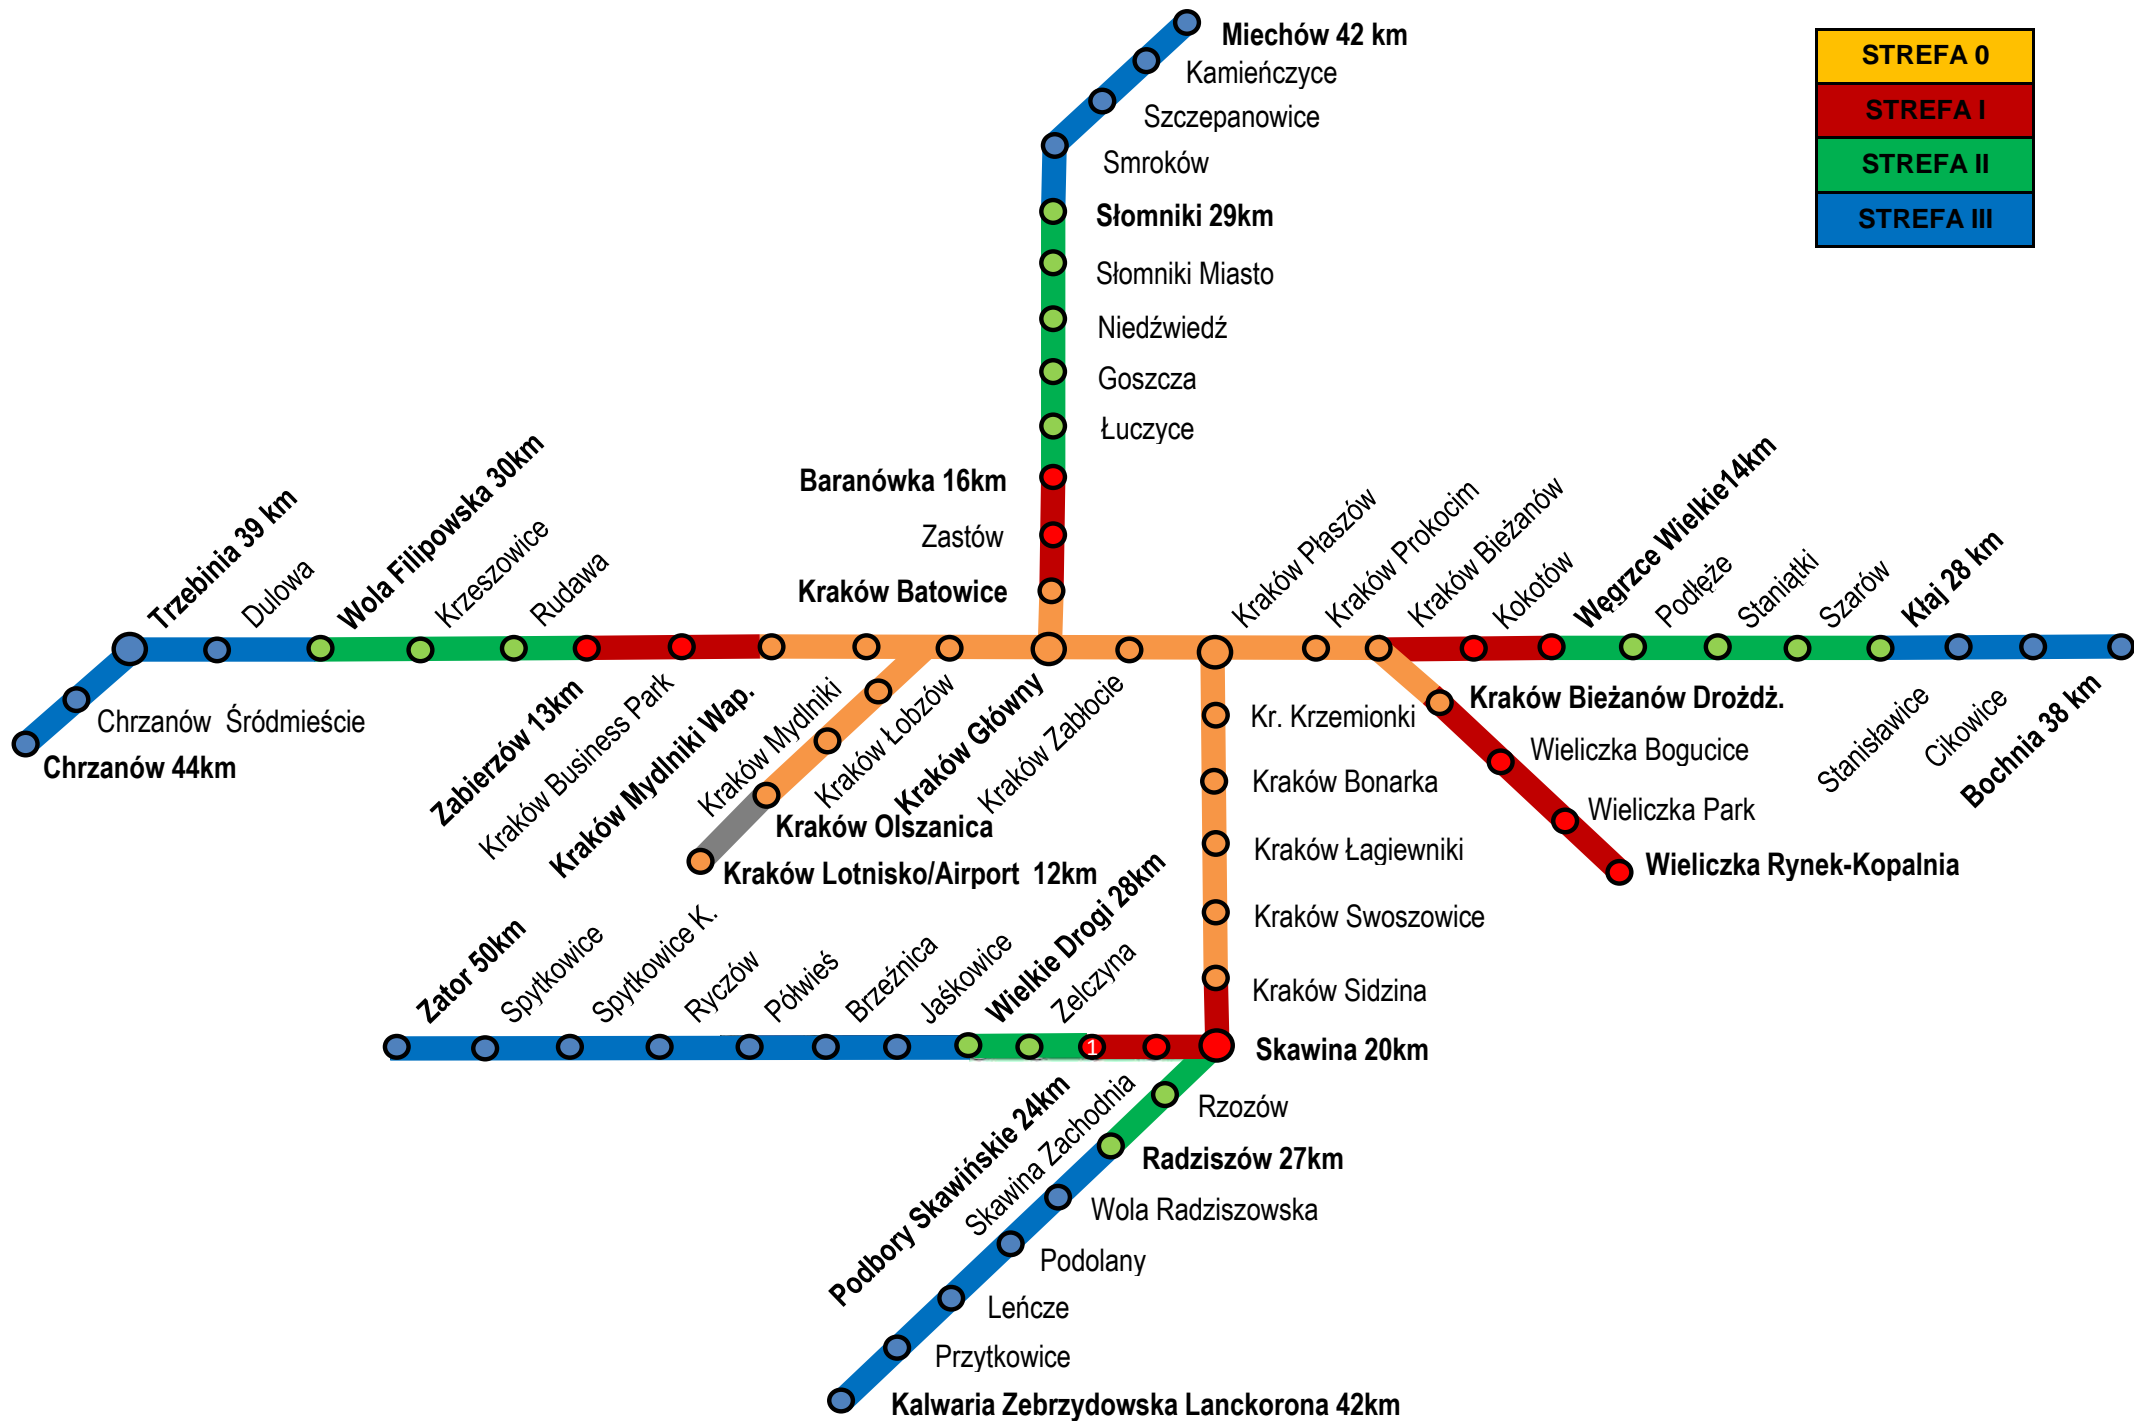 Miechów 42 km
Kamieńczyce
Szczepanowice
Smroków
Słomniki 29km
Słomniki Miasto
Niedźwiedź
Goszcza
Łuczyce
Baranówka 16km
Zastów
Kraków Batowice
STREFA 0
STREFA I
STREFA II
STREFA III
Trzebinia 39 km
Dulowa
Wola Filipowska 30km
Krzeszowice
Rudawa
Kraków Płaszów
Kraków Prokocim
Kraków Bieżanów
Kokotów
Węgrzce Wielkie14km
Podłęże
Staniątki
Szarów
Kłaj 28 km
Chrzanów Śródmieście
Chrzanów 44km
Zabierzów 13km
Kraków Business Park
Kraków Mydlniki Wap.
Kraków Mydlniki
Kraków Łobzów
Kraków Główny
Kraków Zabłocie
Kraków Olszanica
Kraków Lotnisko/Airport 12km
Kr. Krzemionki
Kraków Bonarka
Kraków Łagiewniki
Kraków Swoszowice
Kraków Sidzina
Skawina 20km
Kraków Bieżanów Drożdż.
Wieliczka Bogucice
Wieliczka Park
Wieliczka Rynek-Kopalnia
Stanisławice
Cikowice
Bochnia 38 km
Zator 50km
Spytkowice
Spytkowice K.
Ryczów
Półwieś
Brzeźnica
Jaśkowice
Wielkie Drogi 28km
Zelczyna
1
Podbory Skawińskie 24km
Skawina Zachodnia
Rzozów
Radziszów 27km
Wola Radziszowska
Podolany
Leńcze
Przytkowice
Kalwaria Zebrzydowska Lanckorona 42km